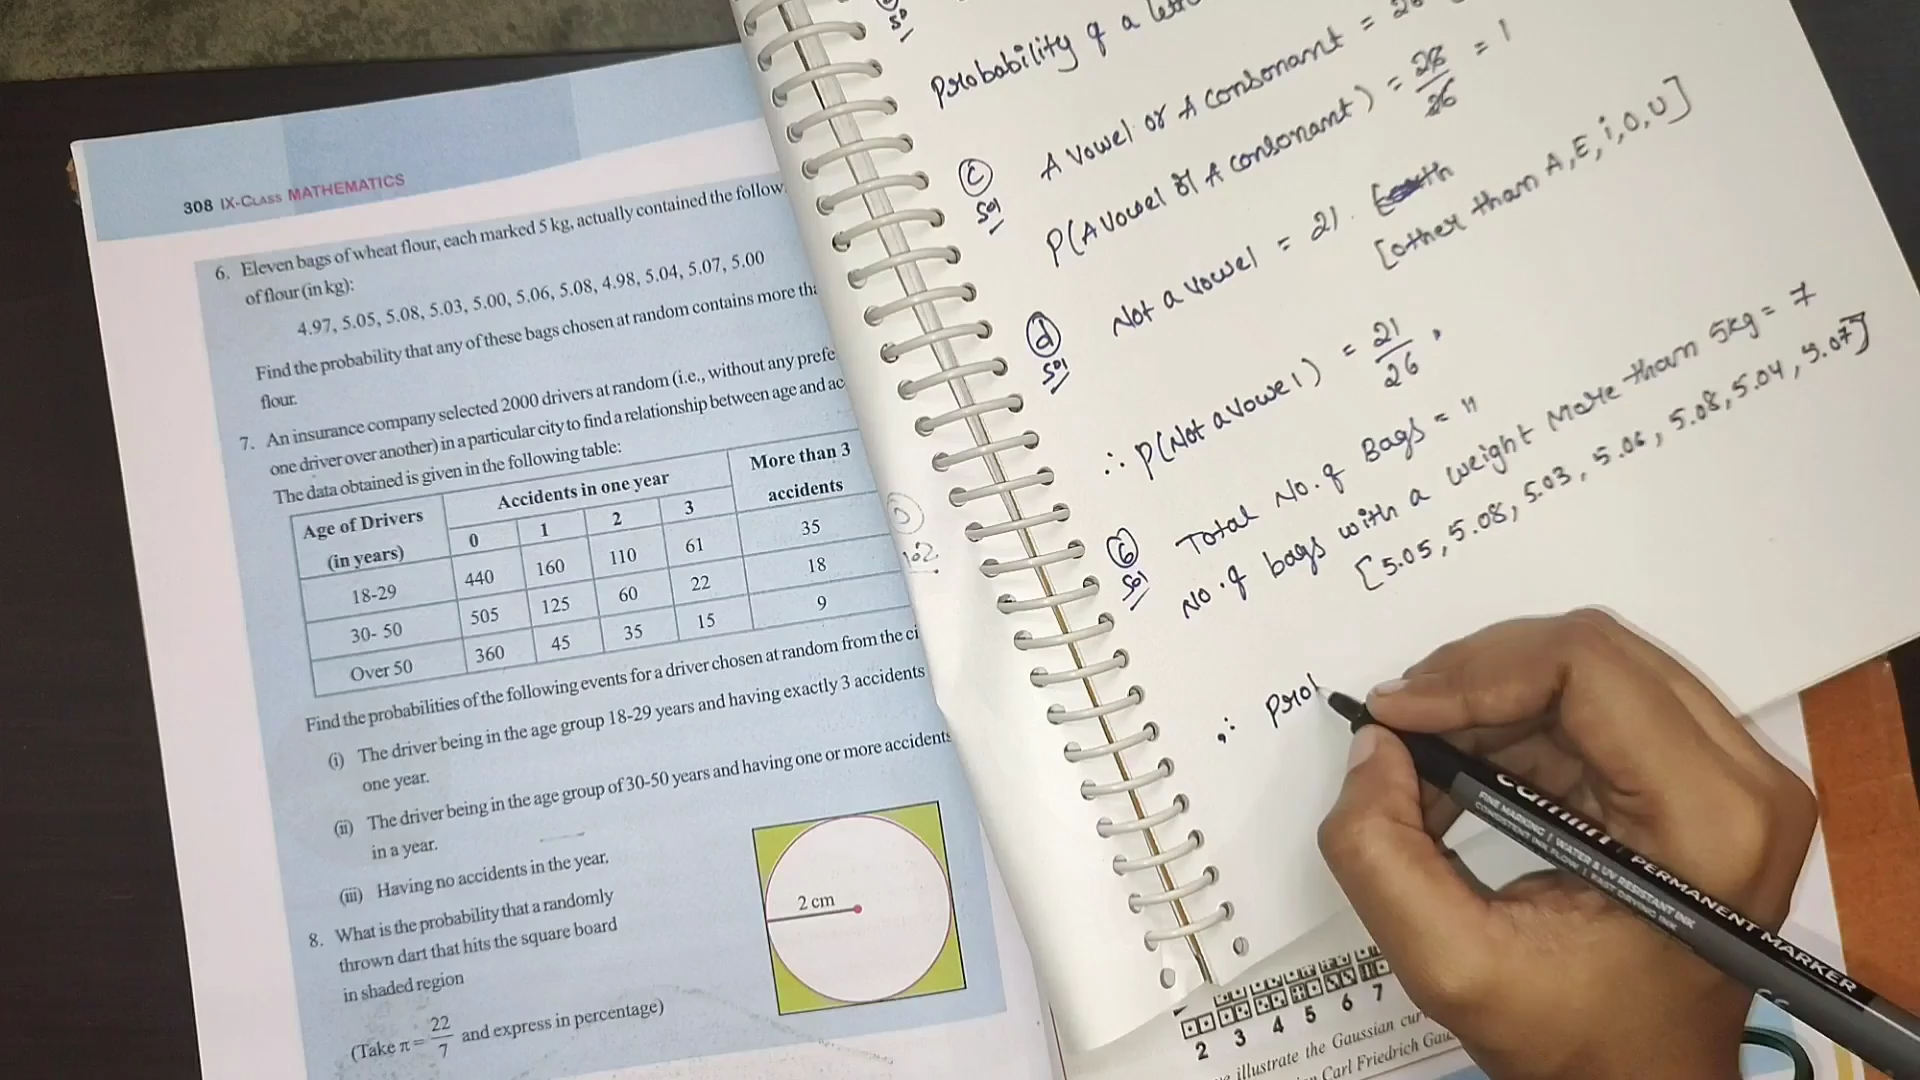 308 IX-CLASS MATHEMATICS
6. Eleven bags of wheat flour, each marked 5 kg, actually contained the follow
of flour (in kg):
4.97, 5.05, 5.08, 5.03, 5.00, 5.06, 5.08, 4.98, 5.04, 5.07, 5.00
Find the probability that any of these bags chosen at random contains more tha
flour.
7. An insurance company selected 2000 drivers at random (i.e., without any prefe
one driver over another) in a particular city to find a relationship between age and ac
The data obtained is given in the following table:
Age of Drivers (in years) Accidents in one year More than 3 accidents
0 1 2 3
18-29 440 160 110 61 35
30- 50 505 125 60 22 18
Over 50 360 45 35 15 9
Find the probabilities of the following events for a driver chosen at random from the ci
(i) The driver being in the age group 18-29 years and having exactly 3 accidents
one year.
(ii) The driver being in the age group of 30-50 years and having one or more accidents
in a year.
(iii) Having no accidents in the year.
8. What is the probability that a randomly
thrown dart that hits the square board
in shaded region
(Take π = 22/7 and express in percentage)
2 cm
Probability of a
(c) A vowel or A consonant =
Sol
P(A vowel or A consonant) = 26/26 = 1
(d) Not a vowel = 21.
Sol
[other than A, E, i, O, U]
∴ P(Not a vowel) = 21/26,
(6) Total No. of Bags = 11
Sol
No. of bags with a weight More than 5kg = 7
[5.05, 5.08, 5.03, 5.06, 5.08, 5.04, 5.07]
∴ Prob
camlin PERMANENT MARKER
FINE MARKING | WATER & UV RESISTANT INK
CONSISTENT INK FLOW | FAST DRYING INK
2 3 4 5 6 7
illustrate the Gaussian cur
Carl Friedrich Gau